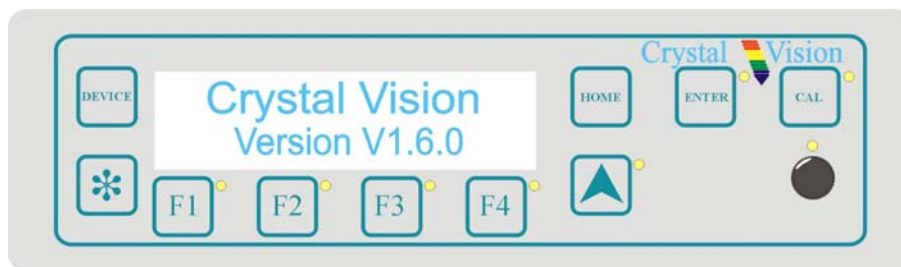 Crystal Vision
DEVICE
Crystal Vision
Version V1.6.0
HOME
ENTER
CAL
F1
F2
F3
F4